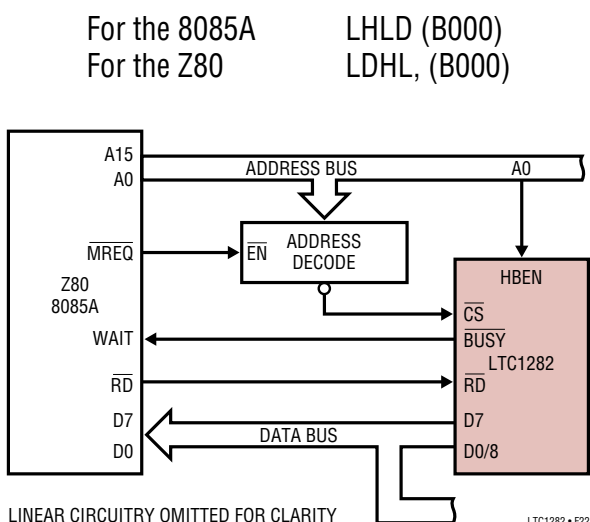 For the 8085A LHLD (B000)
For the Z80 LDHL, (B000)
A15
ADDRESS BUS
A0
A0
MREQ
EN
ADDRESS
DECODE
HBEN
Z80
8085A
CS
WAIT
BUSY
LTC1282
RD
RD
D7
D7
DATA BUS
D0
D0/8
LINEAR CIRCUITRY OMITTED FOR CLARITY
LTC1282 • F22